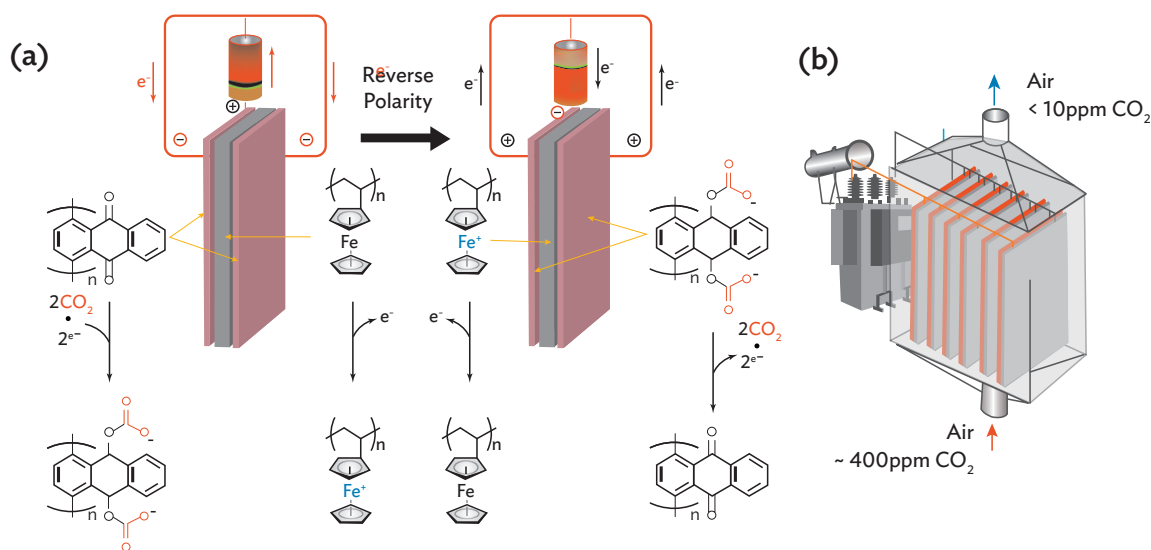 (a)
e⁻
e⁻
Reverse
Polarity
e⁻
e⁻
e⁻
+
−
−
−
+
+
(b)
Air
< 10ppm CO₂
O
O
n
n
Fe
n
Fe⁺
O
O
O⁻
n
O
O
O⁻
2CO₂
•
2e⁻
e⁻
e⁻
2CO₂
•
2e⁻
Air
~ 400ppm CO₂
O
O
O⁻
n
O
O
O⁻
n
Fe⁺
n
Fe
O
n
O